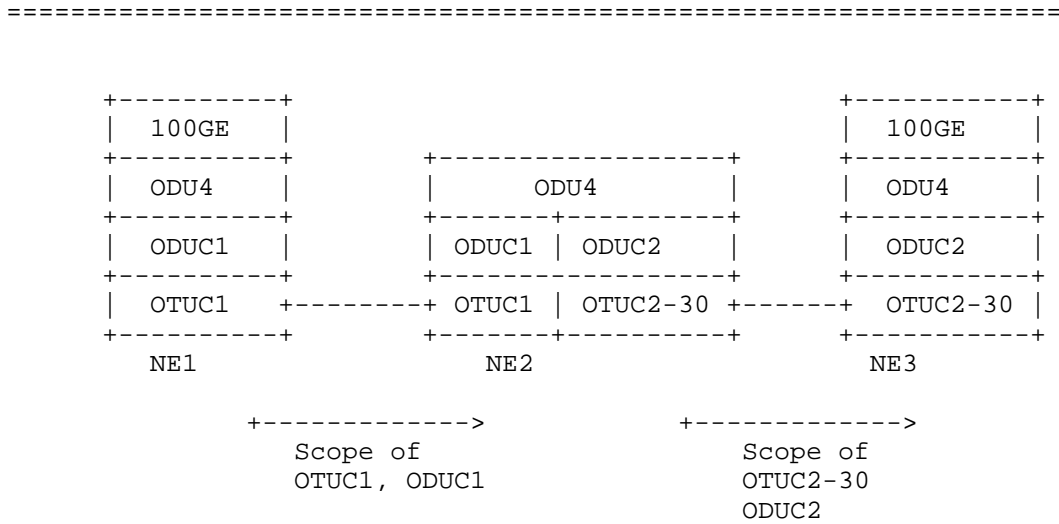 =================================================================
+----------+ +-----------+
| 100GE | | 100GE |
+----------+ +------------------+ +-----------+
| ODU4 | | ODU4 | | ODU4 |
+----------+ +-------+----------+ +-----------+
| ODUC1 | | ODUC1 | ODUC2 | | ODUC2 |
+----------+ +------------------+ +-----------+
| OTUC1 +--------+ OTUC1 | OTUC2-30 +------+ OTUC2-30 |
+----------+ +-------+----------+ +-----------+
NE1 NE2 NE3
+-------------> +------------->
Scope of Scope of
OTUC1, ODUC1 OTUC2-30
ODUC2